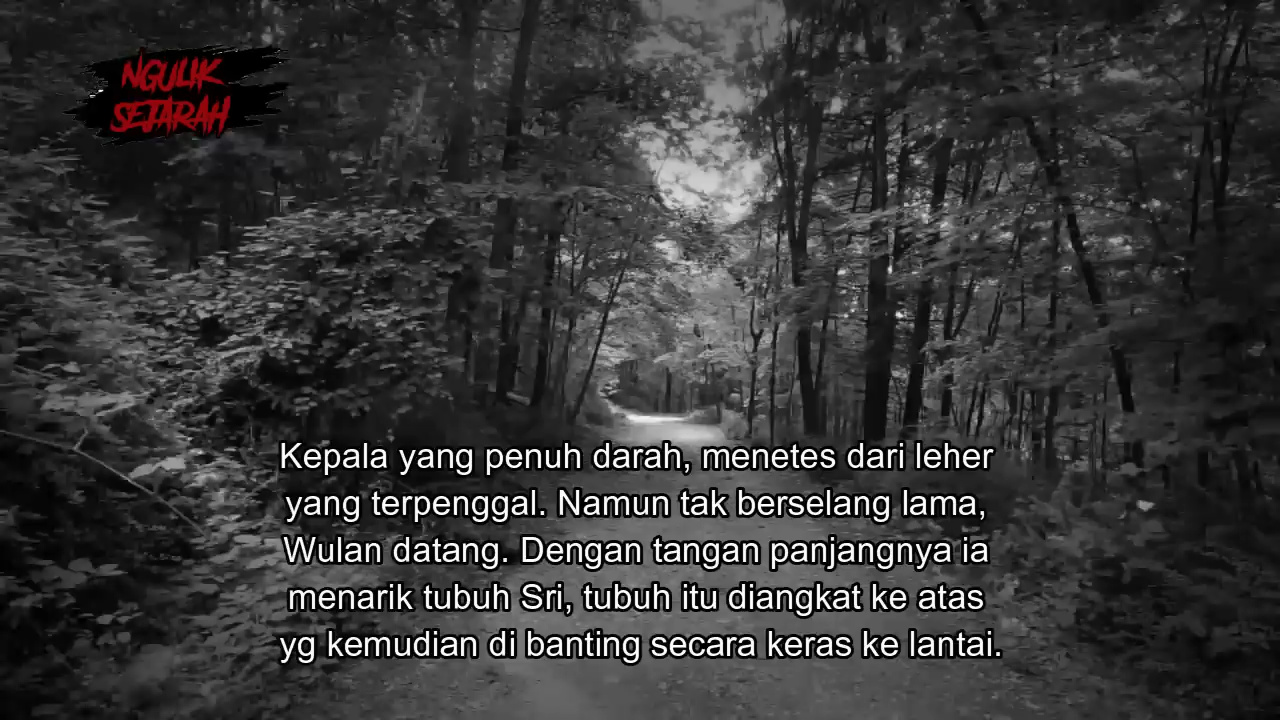 NGULIK
SEJARAH
Kepala yang penuh darah, menetes dari leher
yang terpenggal. Namun tak berselang lama,
Wulan datang. Dengan tangan panjangnya ia
menarik tubuh Sri, tubuh itu diangkat ke atas
yg kemudian di banting secara keras ke lantai.